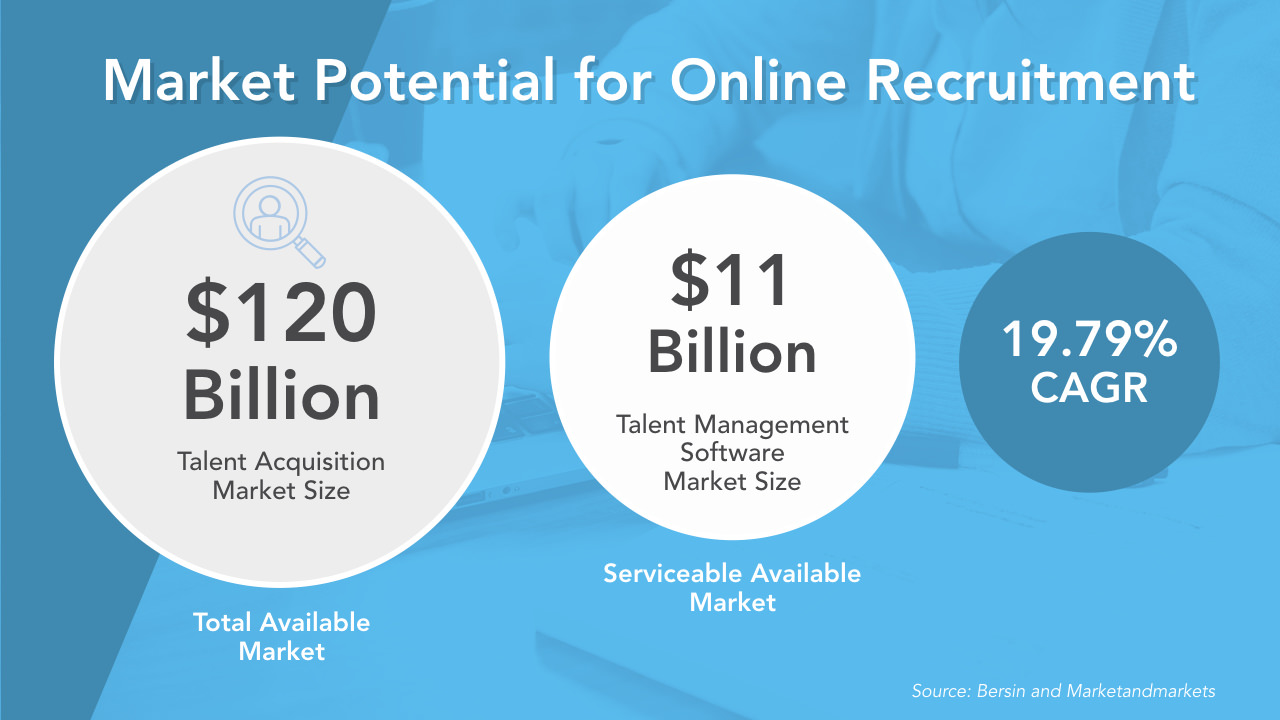 Market Potential for Online Recruitment
$120
Billion
Talent Acquisition
Market Size
Total Available
Market
$11
Billion
Talent Management
Software
Market Size
Serviceable Available
Market
19.79%
CAGR
Source: Bersin and Marketandmarkets